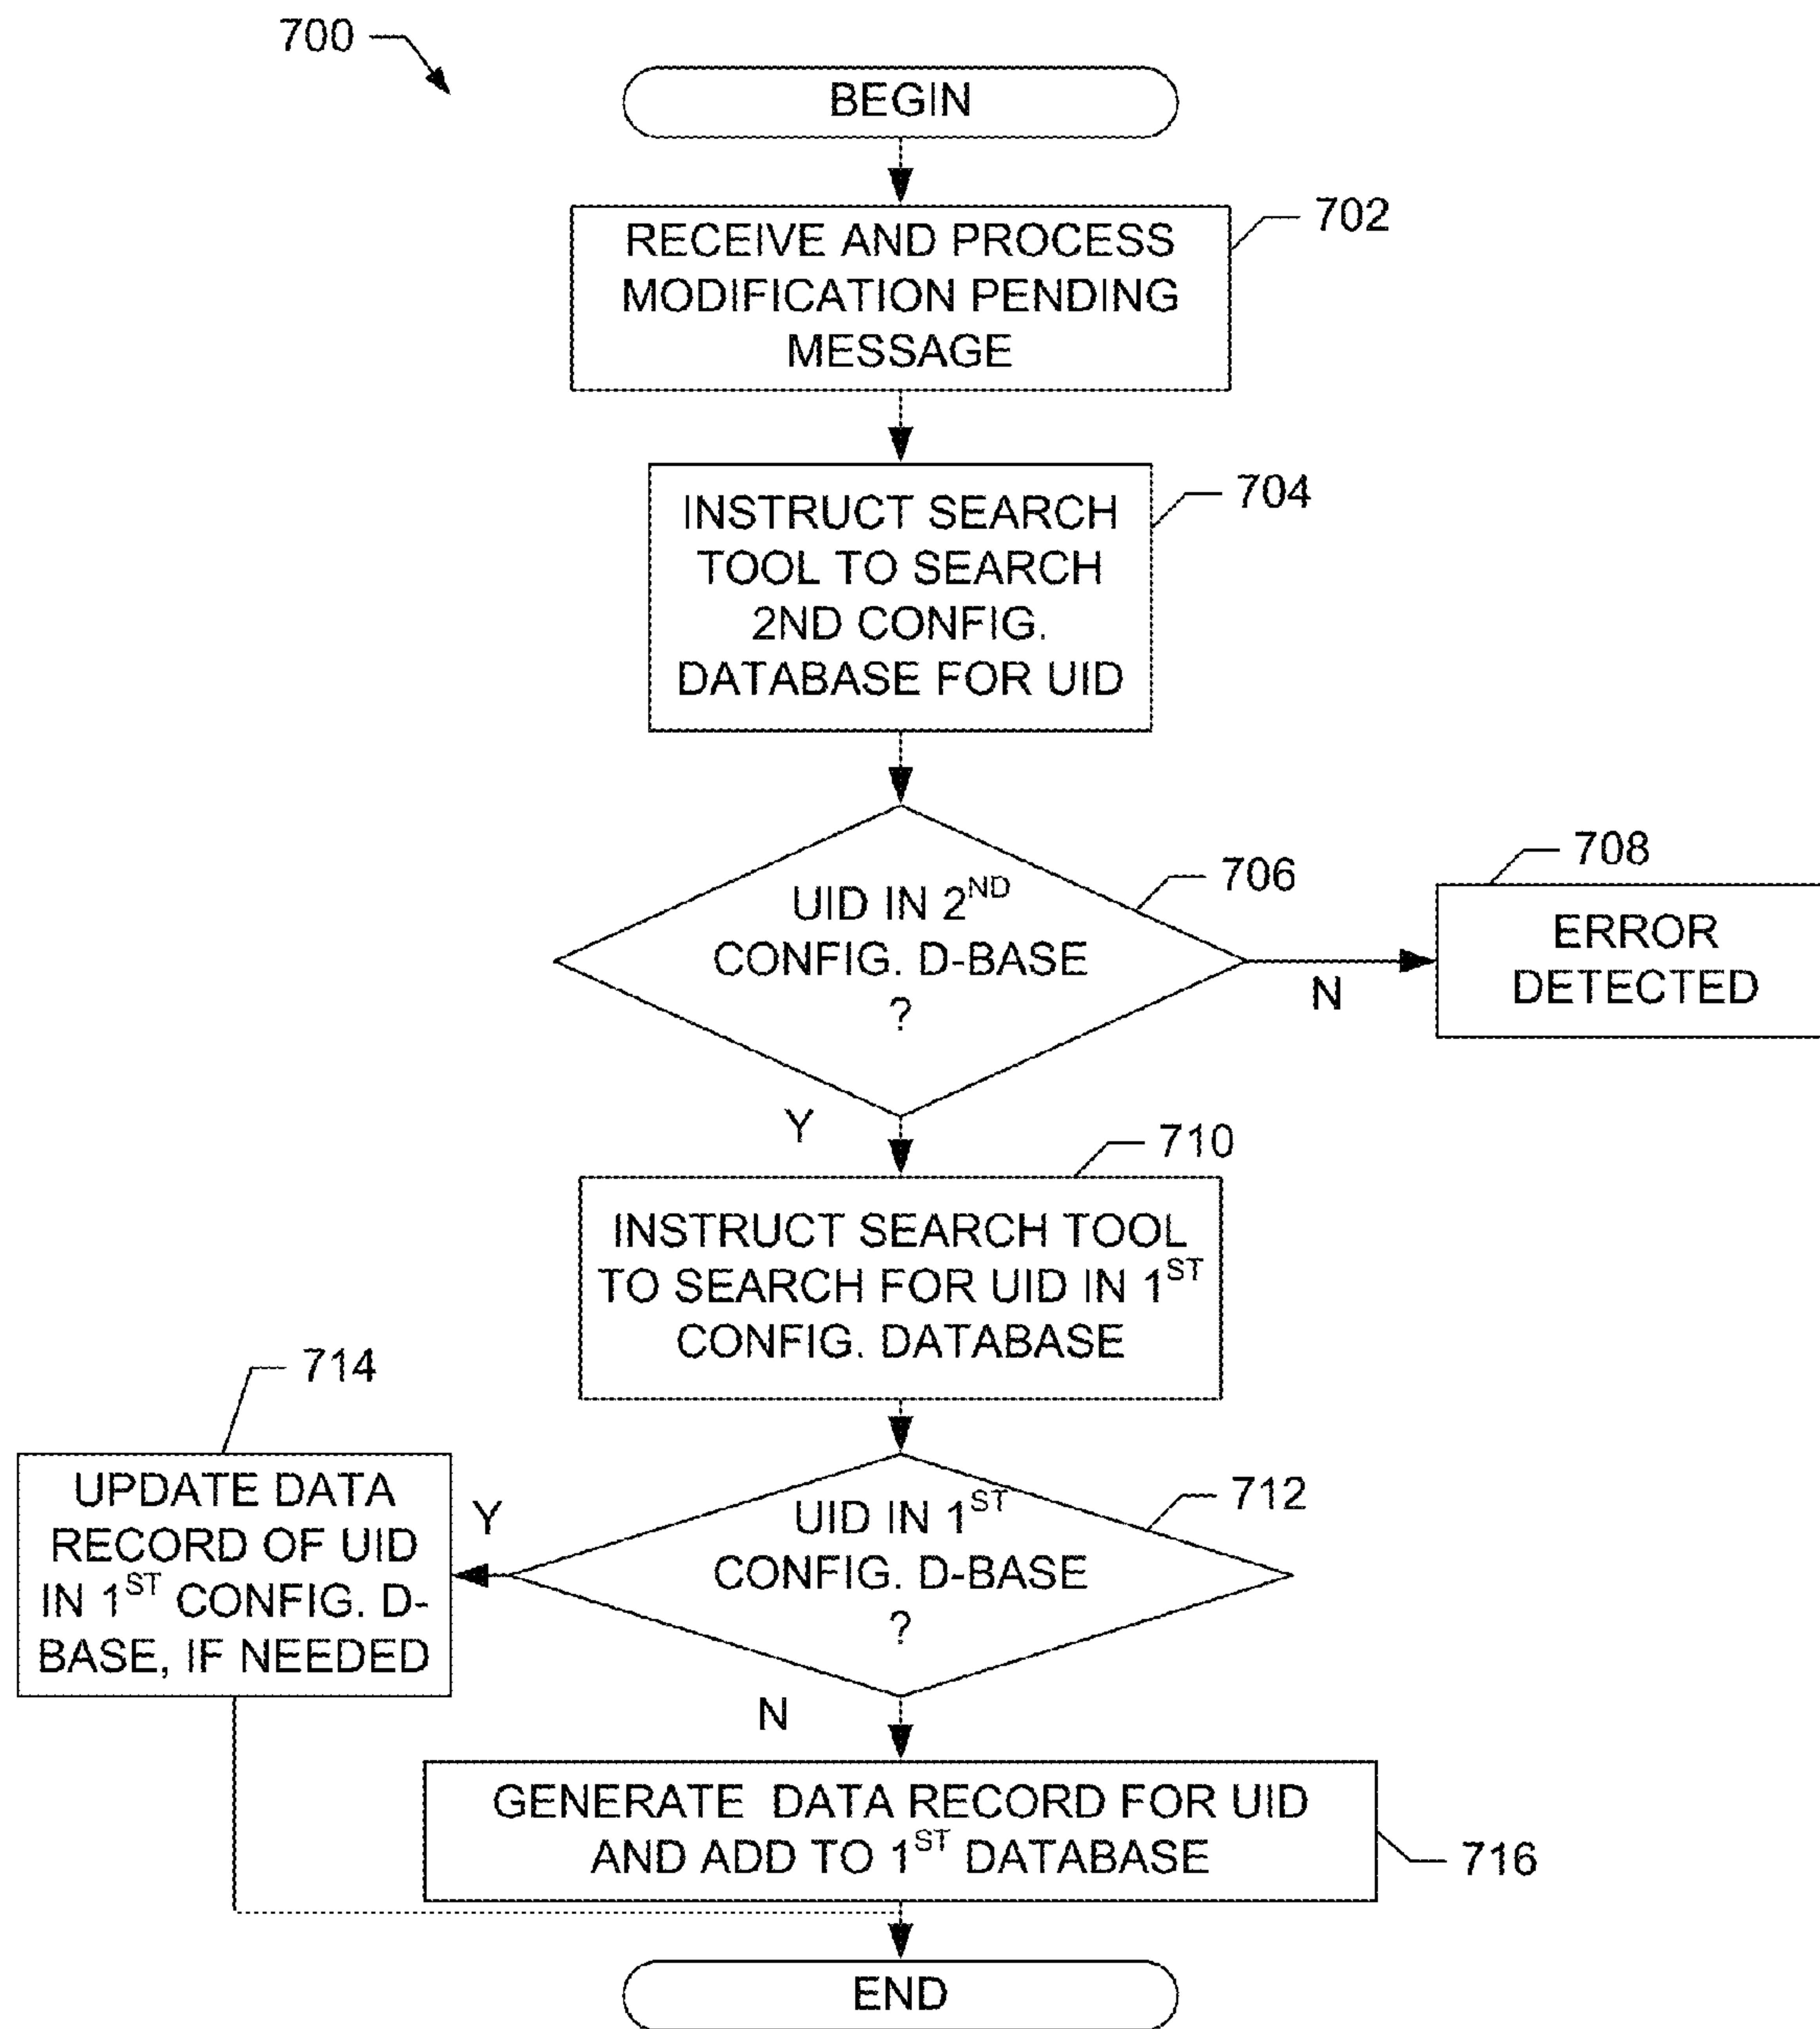 700
BEGIN
RECEIVE AND PROCESS
MODIFICATION PENDING
MESSAGE
702
INSTRUCT SEARCH
TOOL TO SEARCH
2ND CONFIG.
DATABASE FOR UID
704
UID IN 2ND
CONFIG. D-BASE
?
706
N
708
ERROR
DETECTED
Y
710
INSTRUCT SEARCH TOOL
TO SEARCH FOR UID IN 1ST
CONFIG. DATABASE
UID IN 1ST
CONFIG. D-BASE
?
712
Y
714
UPDATE DATA
RECORD OF UID
IN 1ST CONFIG. D-
BASE, IF NEEDED
N
GENERATE DATA RECORD FOR UID
AND ADD TO 1ST DATABASE
716
END